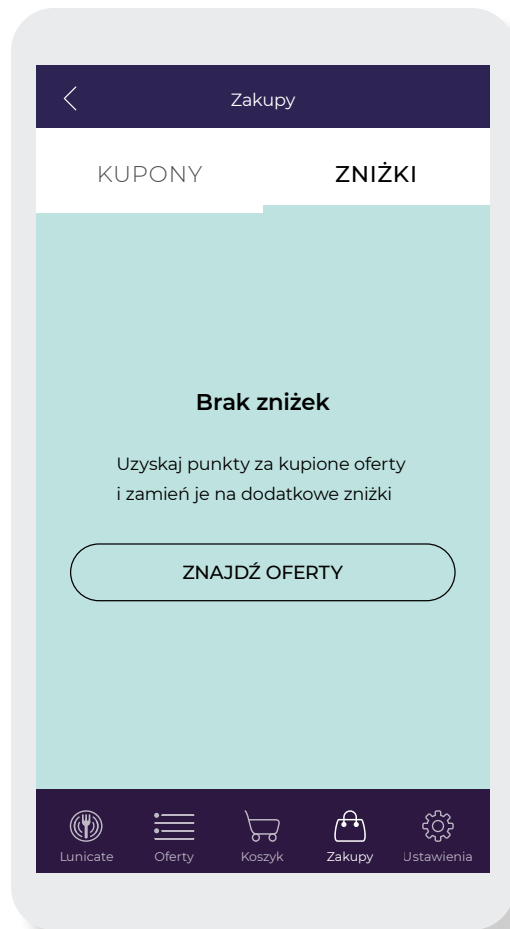 Zakupy
KUPONY
ZNIŻKI
Brak zniżek
Uzyskaj punkty za kupione oferty
i zamień je na dodatkowe zniżki
ZNAJDŹ OFERTY
Lunicate
Oferty
Koszyk
Zakupy
Ustawienia